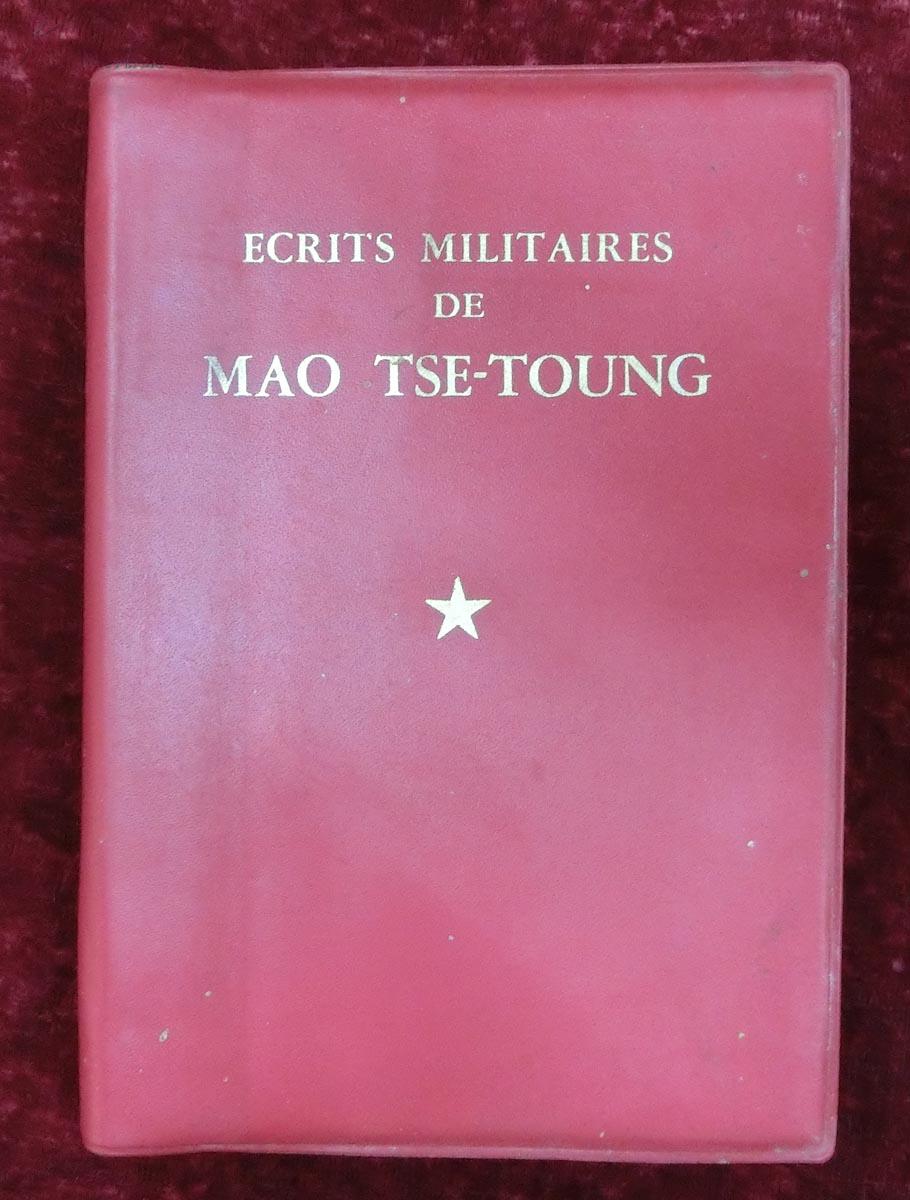 ECRITS MILITAIRES
DE
MAO TSE-TOUNG